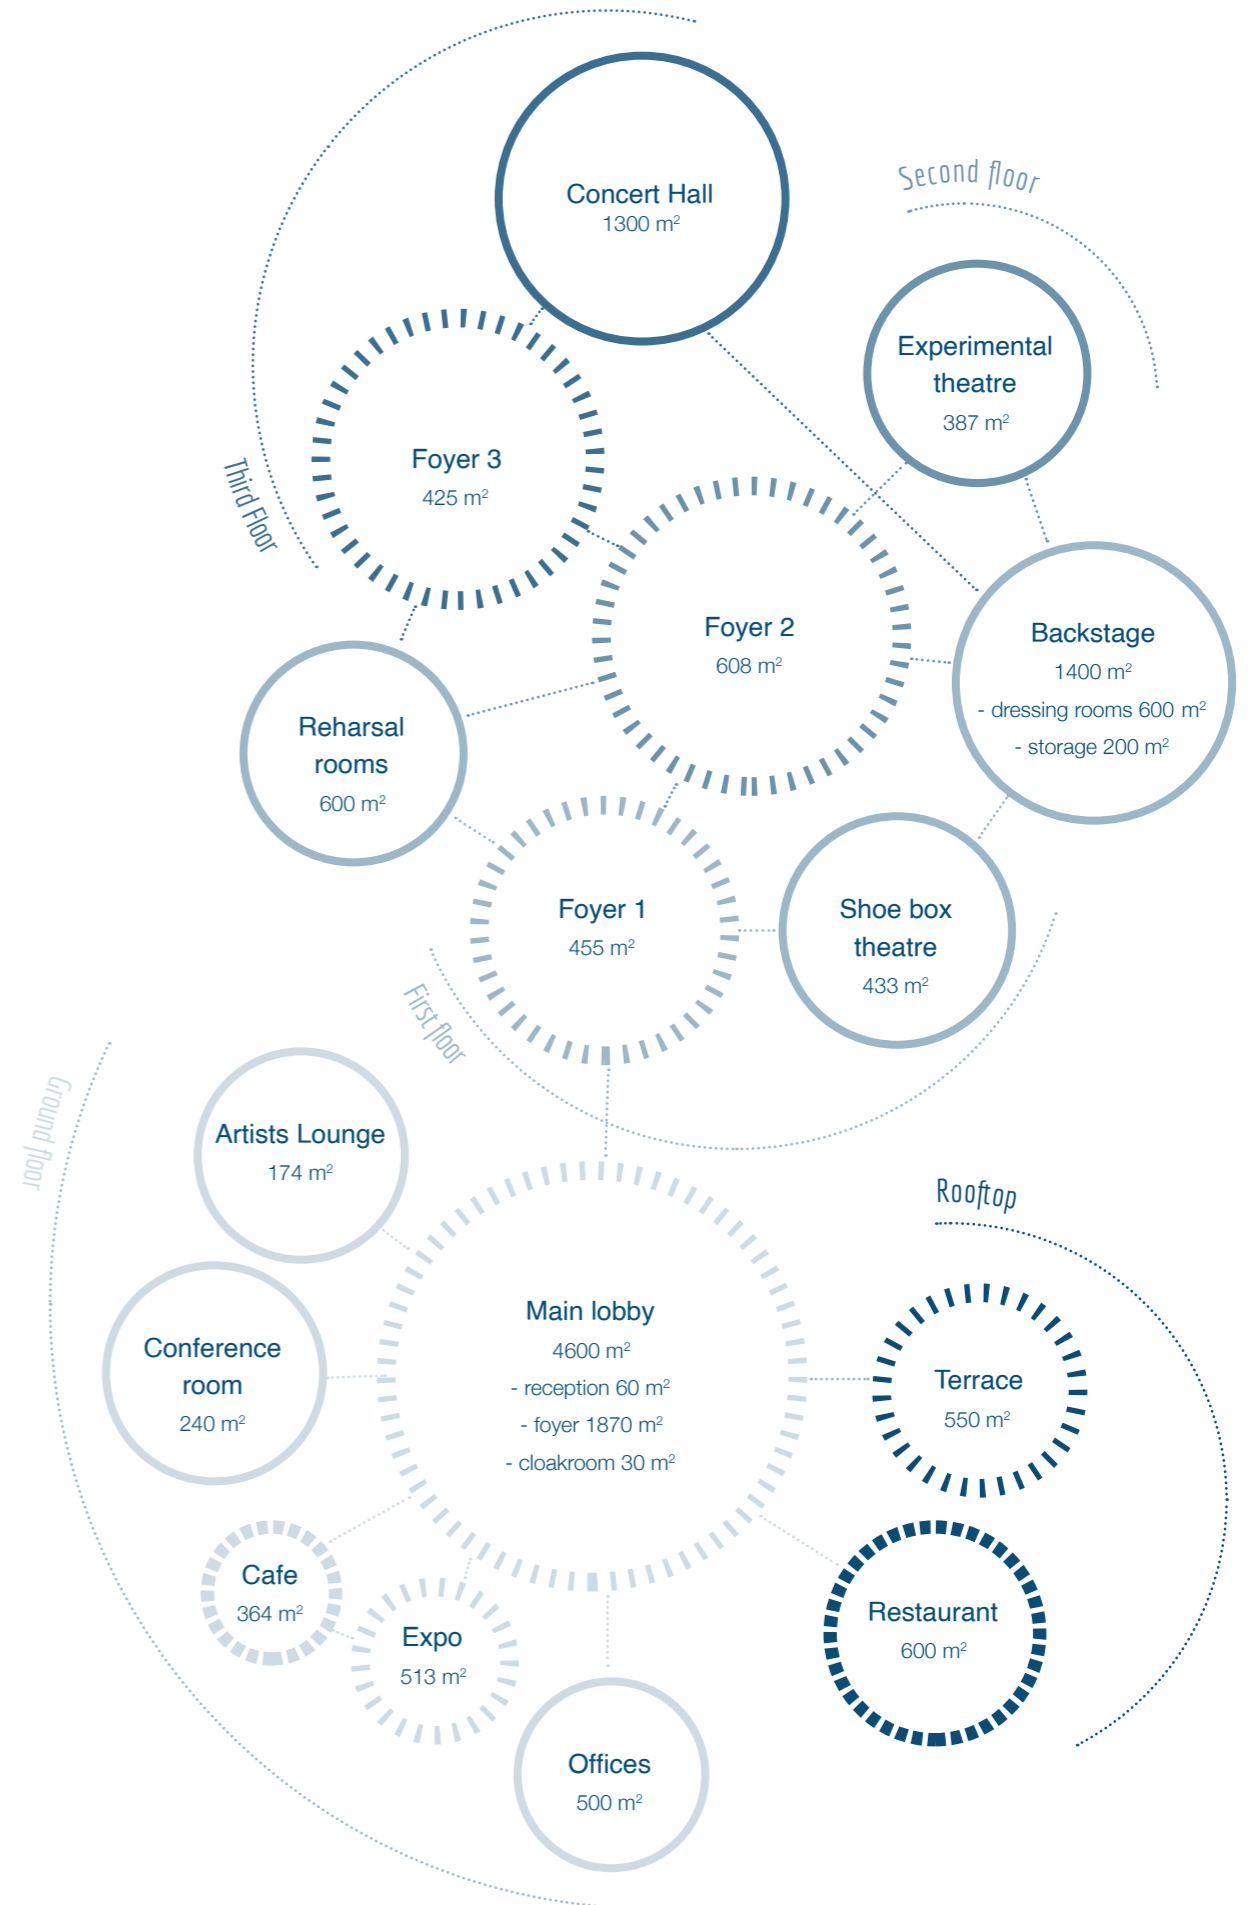 Concert Hall
1300 m²
Second floor
Experimental
theatre
387 m²
Foyer 3
425 m²
Third Floor
Foyer 2
608 m²
Backstage
1400 m²
- dressing rooms 600 m²
- storage 200 m²
Reharsal
rooms
600 m²
Foyer 1
455 m²
Shoe box
theatre
433 m²
First floor
Ground floor
Artists Lounge
174 m²
Rooftop
Main lobby
4600 m²
- reception 60 m²
- foyer 1870 m²
- cloakroom 30 m²
Conference
room
240 m²
Terrace
550 m²
Cafe
364 m²
Expo
513 m²
Restaurant
600 m²
Offices
500 m²